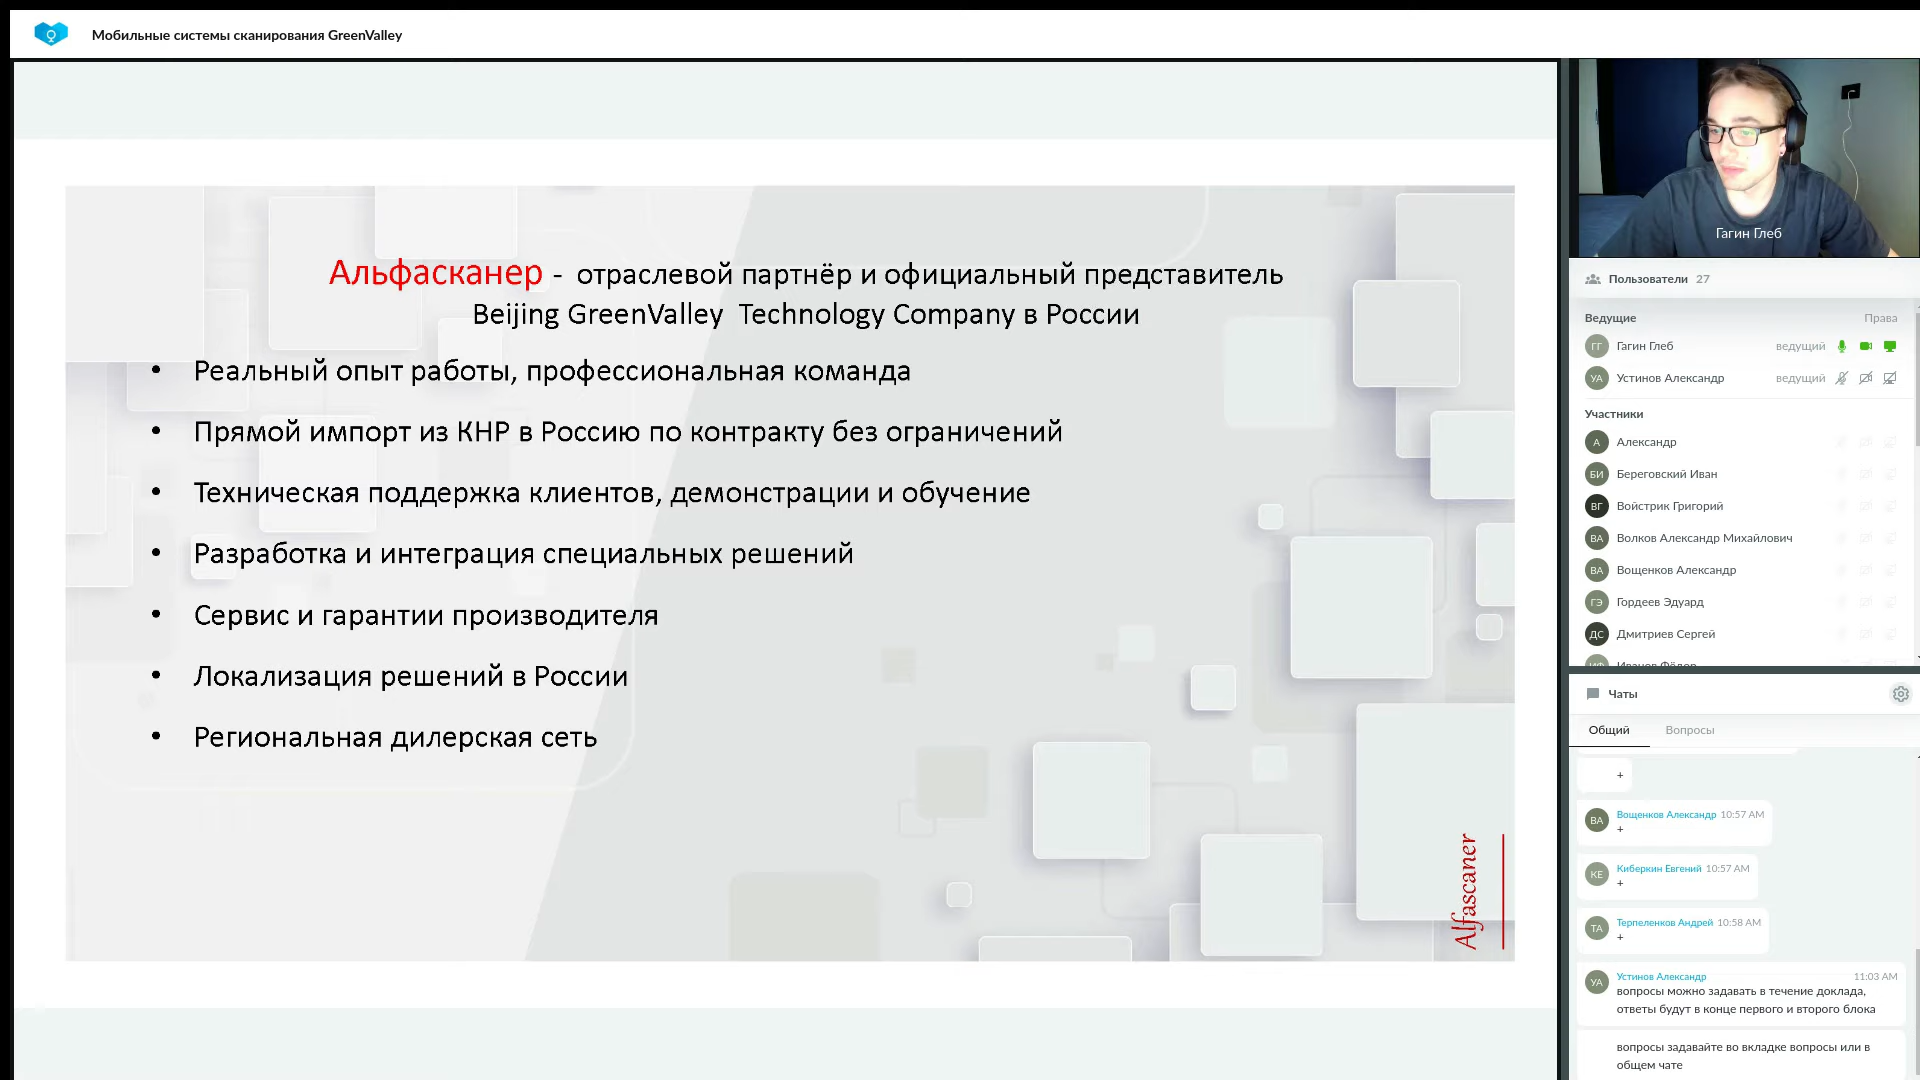 Мобильные системы сканирования GreenValley
Альфасканер - отраслевой партнёр и официальный представитель
Beijing GreenValley Technology Company в России
• Реальный опыт работы, профессиональная команда
• Прямой импорт из КНР в Россию по контракту без ограничений
• Техническая поддержка клиентов, демонстрации и обучение
• Разработка и интеграция специальных решений
• Сервис и гарантии производителя
• Локализация решений в России
• Региональная дилерская сеть
Alfascaner
Гагин Глеб
Пользователи 27
Ведущие Права
ГГ Гагин Глеб ведущий
УА Устинов Александр ведущий
Участники
А Александр
БИ Береговский Иван
ВГ Войстрик Григорий
ВА Волков Александр Михайлович
ВА Вощенков Александр
ГЭ Гордеев Эдуард
ДС Дмитриев Сергей
ИФ Иванов Фёдор
Чаты
Общий Вопросы
+
ВА Вощенков Александр 10:57 AM
+
КЕ Киберкин Евгений 10:57 AM
+
ТА Терпеленков Андрей 10:58 AM
+
УА Устинов Александр 11:03 AM
вопросы можно задавать в течение доклада,
ответы будут в конце первого и второго блока
вопросы задавайте во вкладке вопросы или в
общем чате